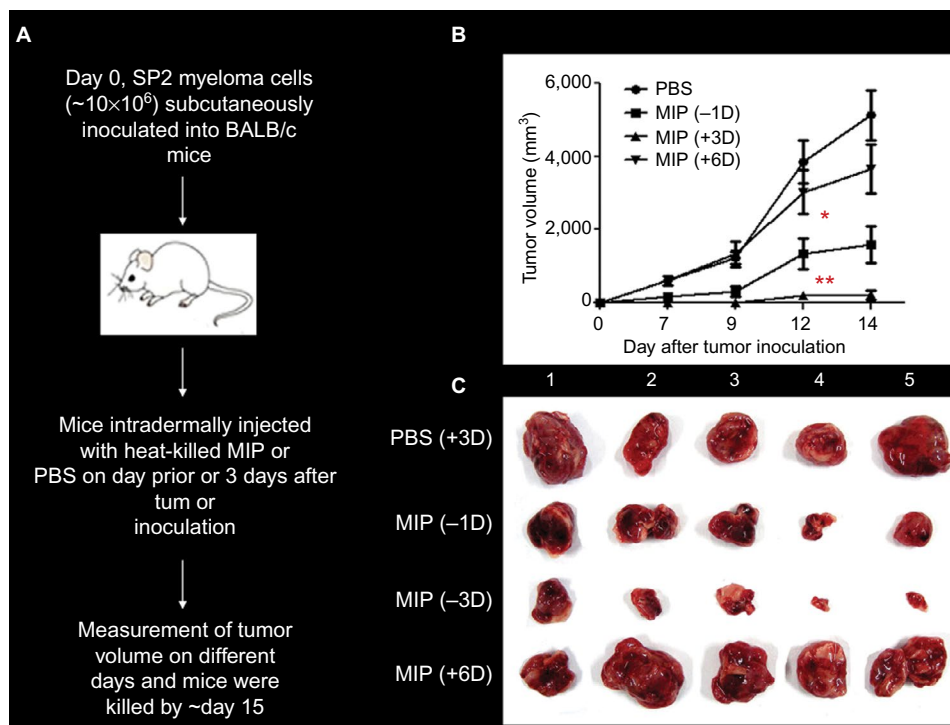 A
Day 0, SP2 myeloma cells
(~10×10⁶) subcutaneously
inoculated into BALB/c
mice
Mice intradermally injected
with heat-killed MIP or
PBS on day prior or 3 days after
tum or
inoculation
Measurement of tumor
volume on different
days and mice were
killed by ~day 15
B
6,000
4,000
2,000
0
Tumor volume (mm³)
PBS
MIP (–1D)
MIP (+3D)
MIP (+6D)
*
**
0 7 9 12 14
Day after tumor inoculation
C
1 2 3 4 5
PBS (+3D)
MIP (–1D)
MIP (–3D)
MIP (+6D)